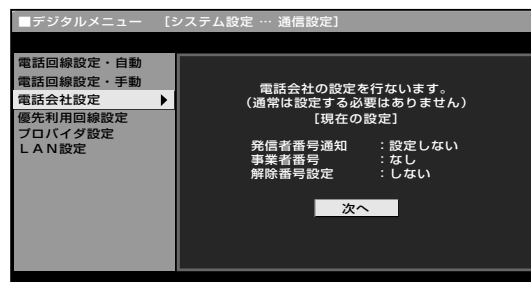 ■デジタルメニュー　[システム設定 … 通信設定]
電話回線設定・自動
電話回線設定・手動
電話会社設定　▶
優先利用回線設定
プロバイダ設定
ＬＡＮ設定
電話会社の設定を行ないます。
（通常は設定する必要はありません）
[現在の設定]
発信者番号通知　：設定しない
事業者番号　：なし
解除番号設定　：しない
次へ